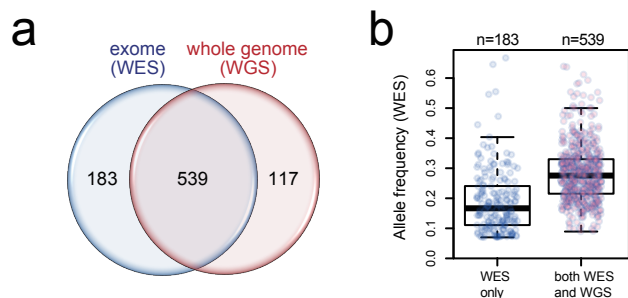 a
exome
(WES)
whole genome
(WGS)
183
539
117
b
n=183
n=539
Allele frequency (WES)
0.6
0.5
0.4
0.3
0.2
0.1
0.0
WES
only
both WES
and WGS